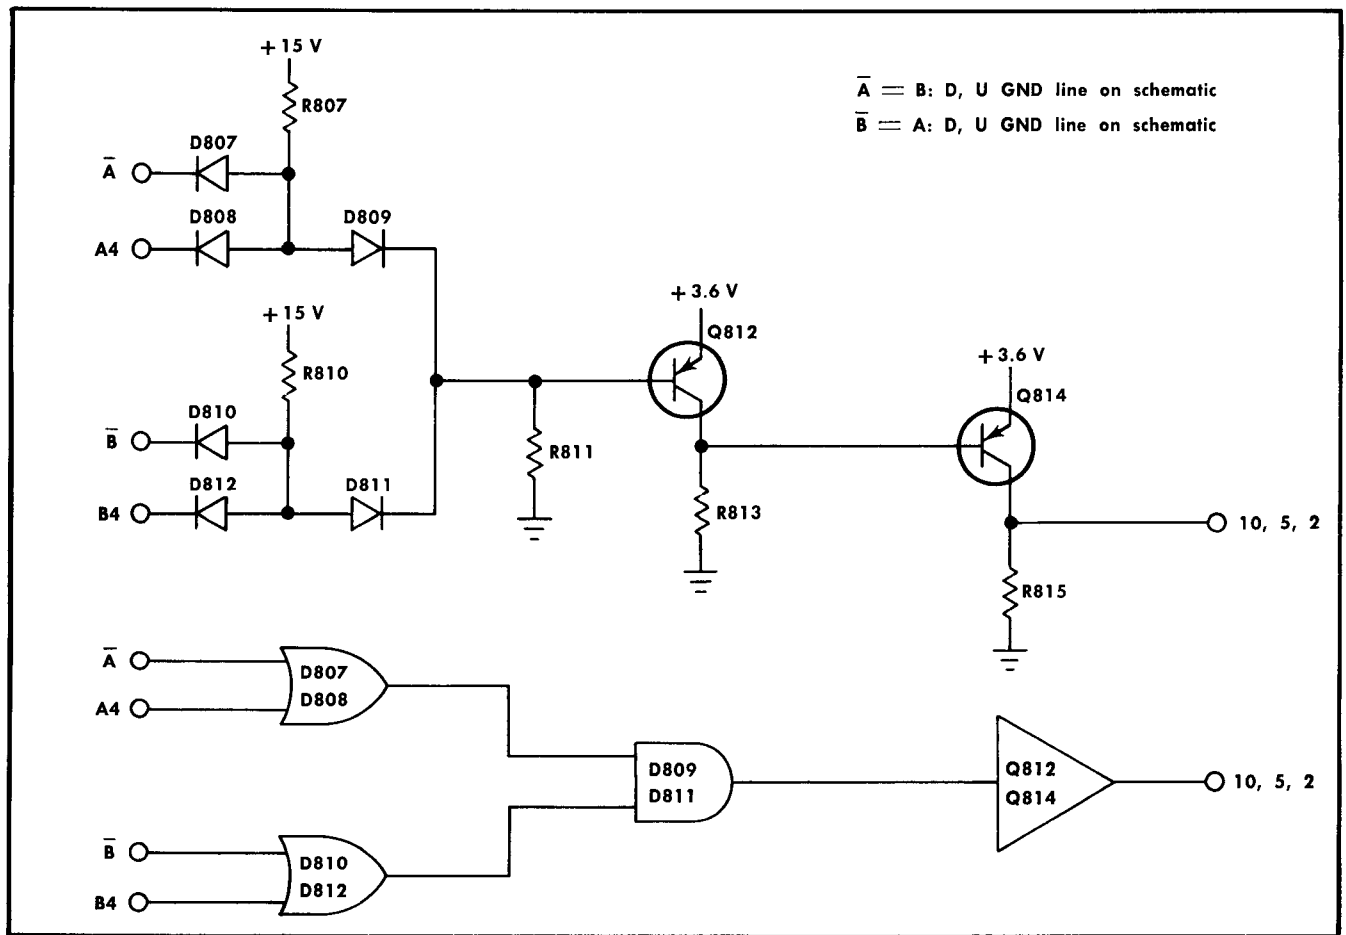 + 15 V
R807
A̅ = B: D, U GND line on schematic
B̅ = A: D, U GND line on schematic
D807
A̅
D808
D809
A4
+ 15 V
R810
+ 3.6 V
Q812
+ 3.6 V
Q814
D810
B̅
R811
D812
D811
B4
R813
10, 5, 2
R815
A̅
D807
D808
A4
D809
D811
Q812
Q814
10, 5, 2
B̅
D810
D812
B4